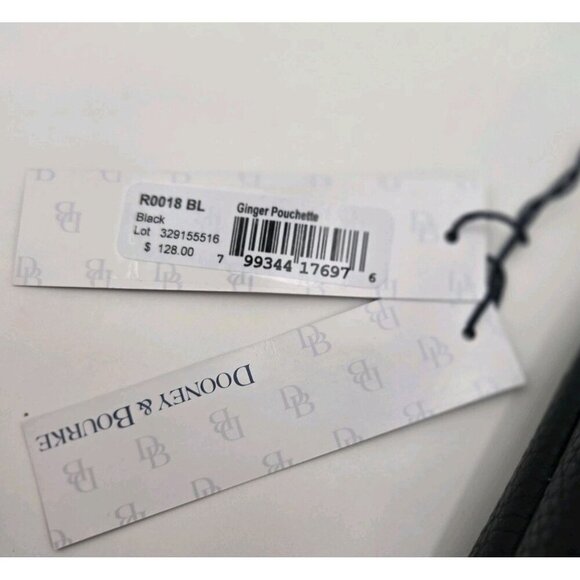 R0018 BL
Ginger Pouchette
Black
Lot 329155516
$ 128.00
7 99344 17697 6
DOONEY & BOURKE